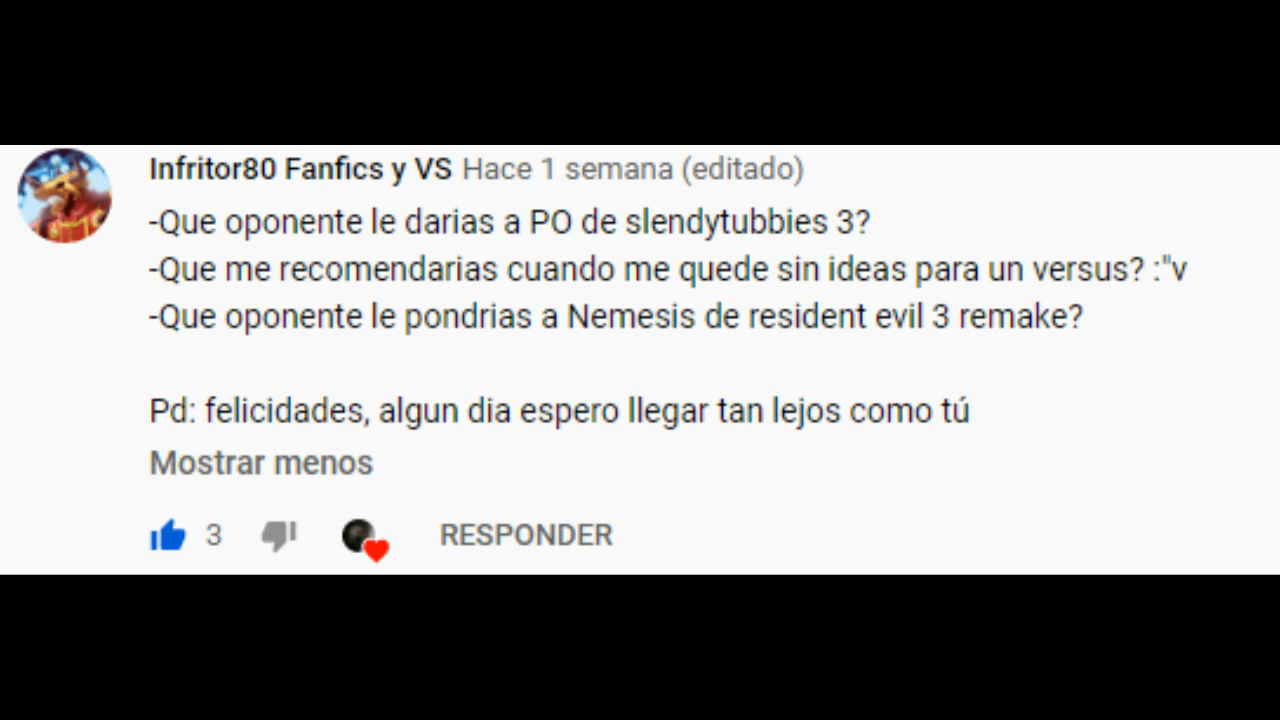 Infritor80 Fanfics y VS Hace 1 semana (editado)
-Que oponente le darias a PO de slendytubbies 3?
-Que me recomendarias cuando me quede sin ideas para un versus? :"v
-Que oponente le pondrias a Nemesis de resident evil 3 remake?
Pd: felicidades, algun dia espero llegar tan lejos como tú
Mostrar menos
3 RESPONDER